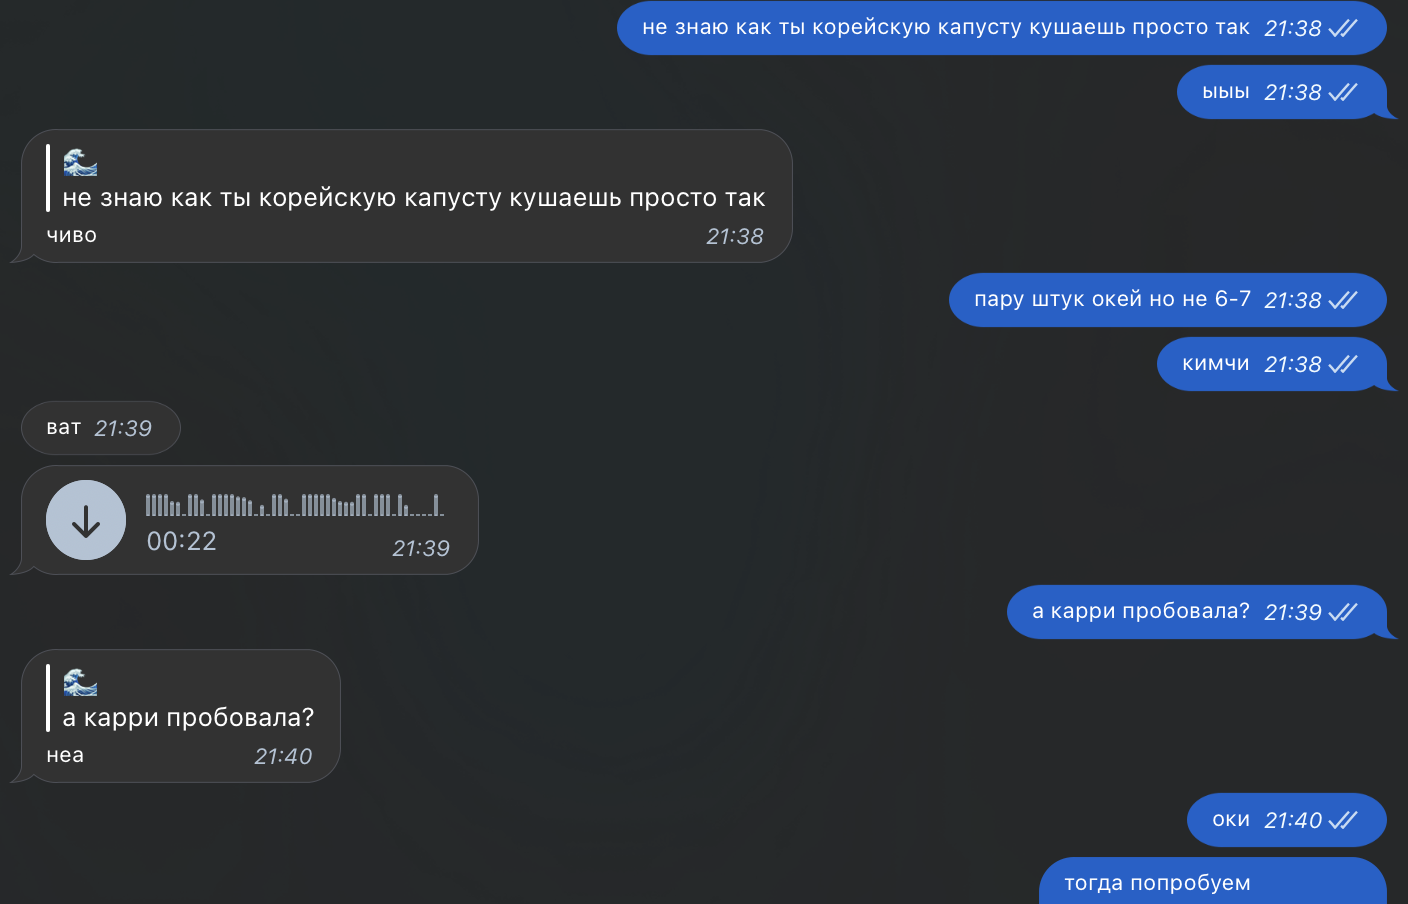 не знаю как ты корейскую капусту кушаешь просто так 21:38
ыыы 21:38
🌊
не знаю как ты корейскую капусту кушаешь просто так
чиво 21:38
пару штук окей но не 6-7 21:38
кимчи 21:38
ват 21:39
00:22 21:39
а карри пробовала? 21:39
🌊
а карри пробовала?
неа 21:40
оки 21:40
тогда попробуем